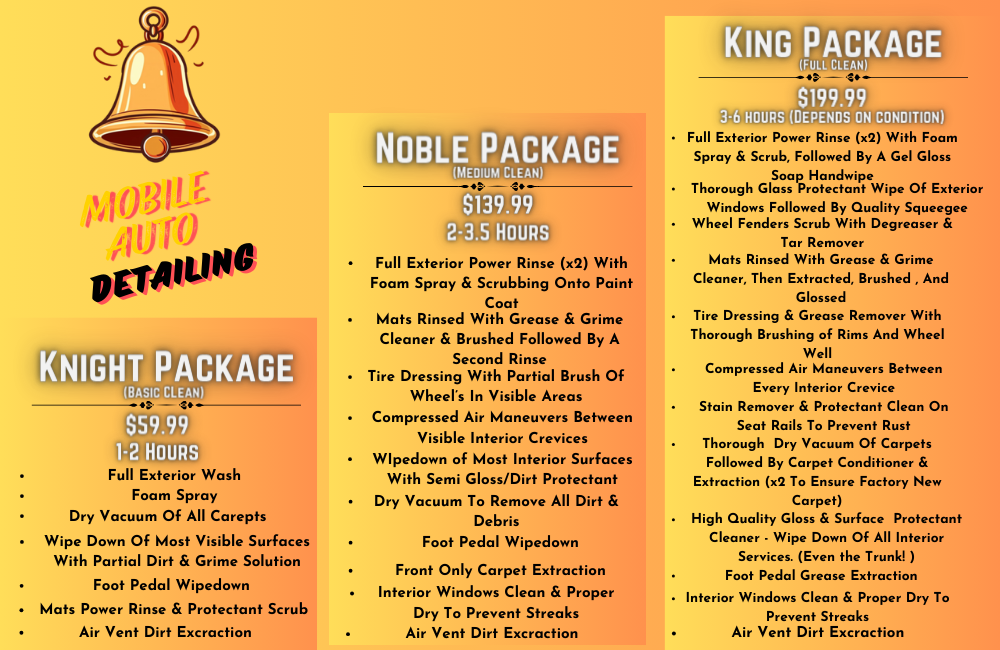 MOBILE
AUTO
DETAILING
KNIGHT PACKAGE
(BASIC CLEAN)
$59.99
1-2 HOURS
• Full Exterior Wash
• Foam Spray
• Dry Vacuum Of All Carepts
• Wipe Down Of Most Visible Surfaces
With Partial Dirt & Grime Solution
• Foot Pedal Wipedown
• Mats Power Rinse & Protectant Scrub
• Air Vent Dirt Excraction
NOBLE PACKAGE
(MEDIUM CLEAN)
$139.99
2-3.5 HOURS
• Full Exterior Power Rinse (x2) With
Foam Spray & Scrubbing Onto Paint
Coat
• Mats Rinsed With Grease & Grime
Cleaner & Brushed Followed By A
Second Rinse
• Tire Dressing With Partial Brush Of
Wheel's In Visible Areas
• Compressed Air Maneuvers Between
Visible Interior Crevices
• WIpedown of Most Interior Surfaces
With Semi Gloss/Dirt Protectant
• Dry Vacuum To Remove All Dirt &
Debris
• Foot Pedal Wipedown
• Front Only Carpet Extraction
• Interior Windows Clean & Proper
Dry To Prevent Streaks
• Air Vent Dirt Excraction
KING PACKAGE
(FULL CLEAN)
$199.99
3-6 HOURS (DEPENDS ON CONDITION)
• Full Exterior Power Rinse (x2) With Foam
Spray & Scrub, Followed By A Gel Gloss
Soap Handwipe
• Thorough Glass Protectant Wipe Of Exterior
Windows Followed By Quality Squeegee
• Wheel Fenders Scrub With Degreaser &
Tar Remover
• Mats Rinsed With Grease & Grime
Cleaner, Then Extracted, Brushed , And
Glossed
• Tire Dressing & Grease Remover With
Thorough Brushing of Rims And Wheel
Well
• Compressed Air Maneuvers Between
Every Interior Crevice
• Stain Remover & Protectant Clean On
Seat Rails To Prevent Rust
• Thorough Dry Vacuum Of Carpets
Followed By Carpet Conditioner &
Extraction (x2 To Ensure Factory New
Carpet)
• High Quality Gloss & Surface Protectant
Cleaner - Wipe Down Of All Interior
Services. (Even the Trunk! )
• Foot Pedal Grease Extraction
• Interior Windows Clean & Proper Dry To
Prevent Streaks
• Air Vent Dirt Excraction